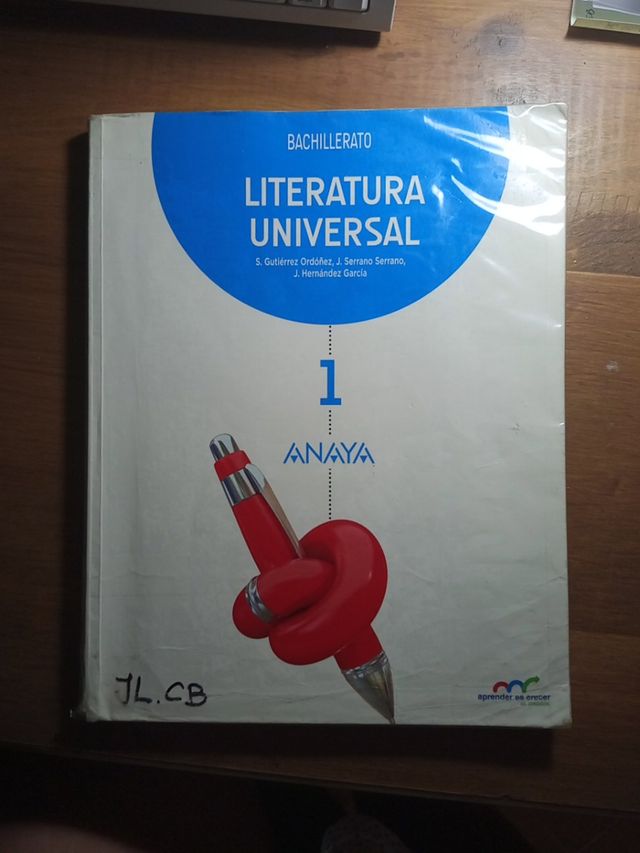 BACHILLERATO
LITERATURA
UNIVERSAL
S. Gutiérrez Ordóñez, J. Serrano Serrano,
J. Hernández García
1
ANAYA
JL.CB
aprender es crecer